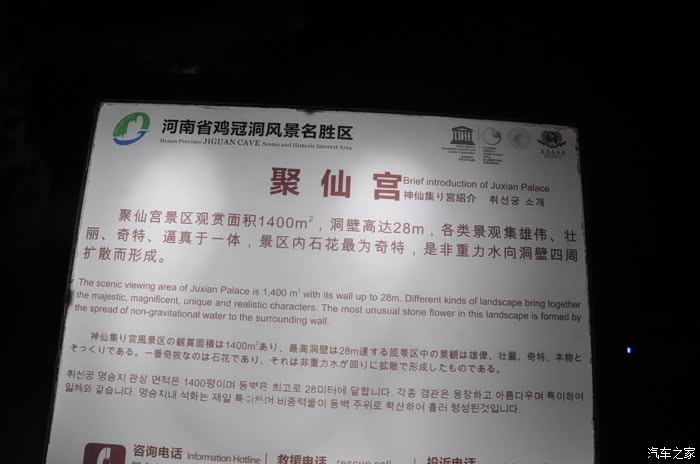 河南省鸡冠洞风景名胜区
Henan Province JIGUAN CAVE Scenic and Historic Interest Area
AAAAA
聚仙宫 Brief introduction of Juxian Palace
神仙集り宮紹介 취선궁 소개
聚仙宫景区观赏面积1400m²，洞壁高达28m，各类景观集雄伟、壮
丽、奇特、逼真于一体，景区内石花最为奇特，是非重力水向洞壁四周
扩散而形成。
The scenic viewing area of Juxian Palace is 1,400 m² with its wall up to 28m. Different kinds of landscape bring together
the majestic, magnificent, unique and realistic characters. The most unusual stone flower in this landscape is formed by
the spread of non-gravitational water to the surrounding wall.
神仙集り宮風景区の観賞面積は1400m²あり、最高洞壁は28m達する
景区中の景観は雄偉、壮麗、奇特、本物と
そっくりである。一番奇抜なのは石花であり、それは非重力水が回りに拡散で形成したものである。
취선궁 명승지 관상 면적은 1400평이며 동벽은 최고로 28미터에 달합니다. 각종 경관은 웅장하고 아름다우며 특이하여
일체와 같습니다. 명승지내 석화는 제일 비중력물이 동벽 주위로 확산하여 흘러 형성된것입니다.
咨询电话 Information Hotline
救援电话 rescue call
投诉电话
汽车之家